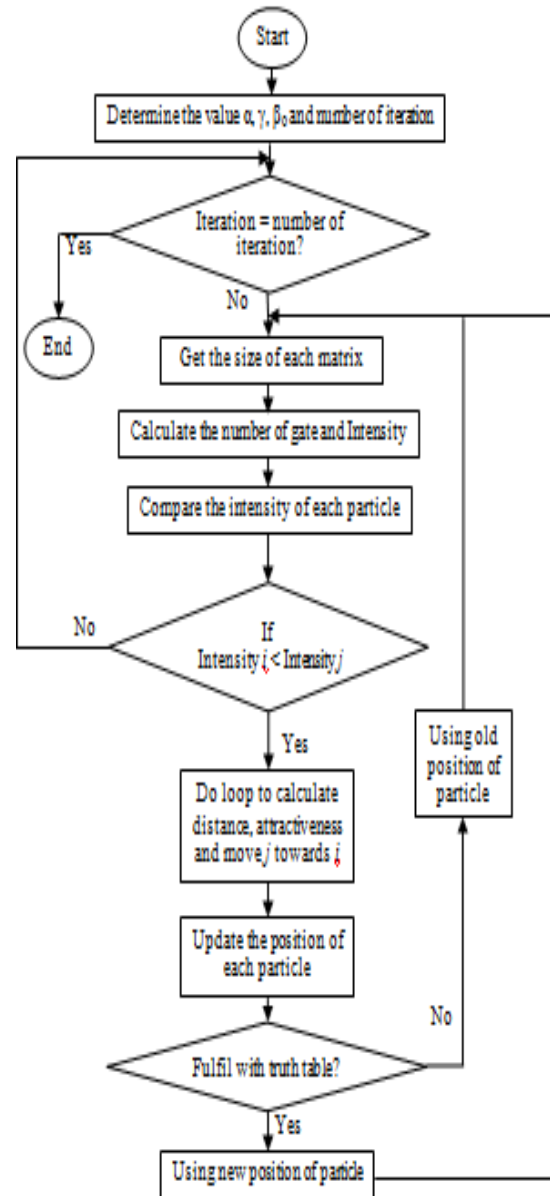 Start
Determine the value α, γ, β₀ and number of iteration
Iteration = number of
iteration?
Yes
No
End
Get the size of each matrix
Calculate the number of gate and Intensity
Compare the intensity of each particle
No
If
Intensity i < Intensity j
Yes
Using old
position of
particle
Do loop to calculate
distance, attractiveness
and move j towards i
Update the position of
each particle
No
Fulfil with truth table?
Yes
Using new position of particle